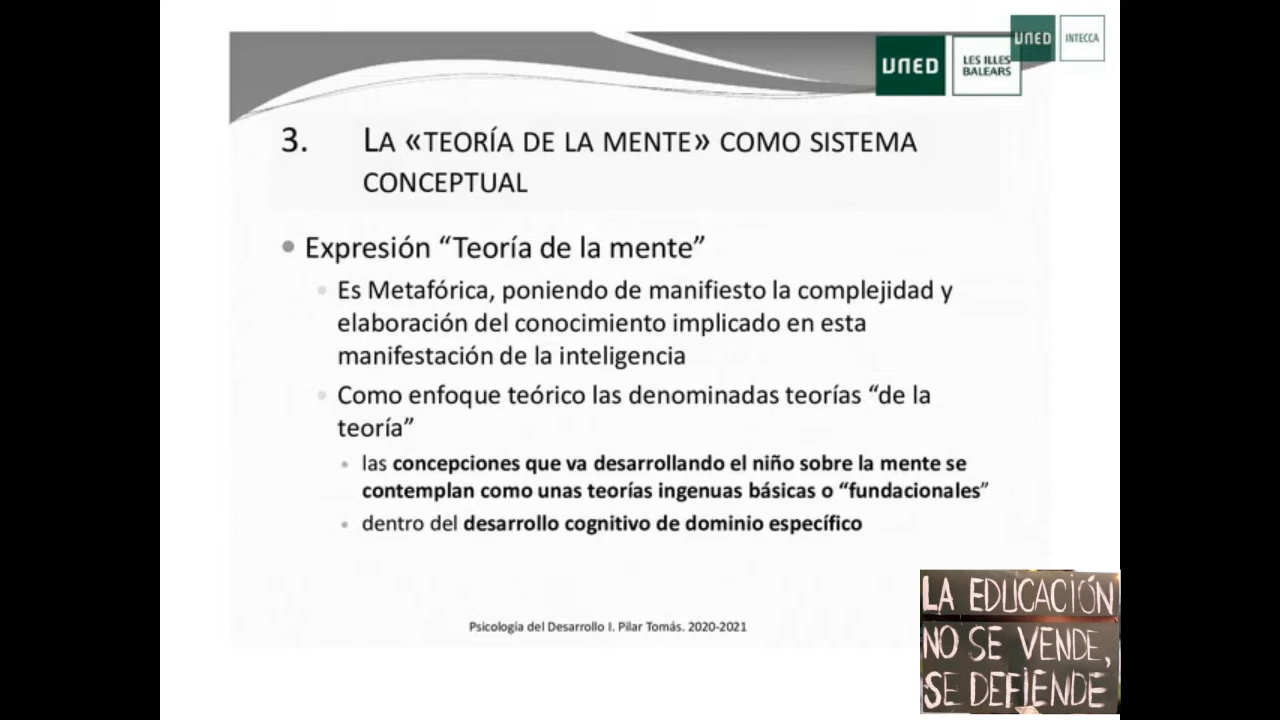 UNED
INTECCA
UNED
LES ILLES
BALEARS
3. LA «TEORÍA DE LA MENTE» COMO SISTEMA
CONCEPTUAL
Expresión “Teoría de la mente”
Es Metafórica, poniendo de manifiesto la complejidad y
elaboración del conocimiento implicado en esta
manifestación de la inteligencia
Como enfoque teórico las denominadas teorías “de la
teoría”
las concepciones que va desarrollando el niño sobre la mente se
contemplan como unas teorías ingenuas básicas o “fundacionales”
dentro del desarrollo cognitivo de dominio específico
Psicologia del Desarrollo I. Pilar Tomás. 2020-2021
LA EDUCACIÓN
NO SE VENDE,
SE DEFIENDE